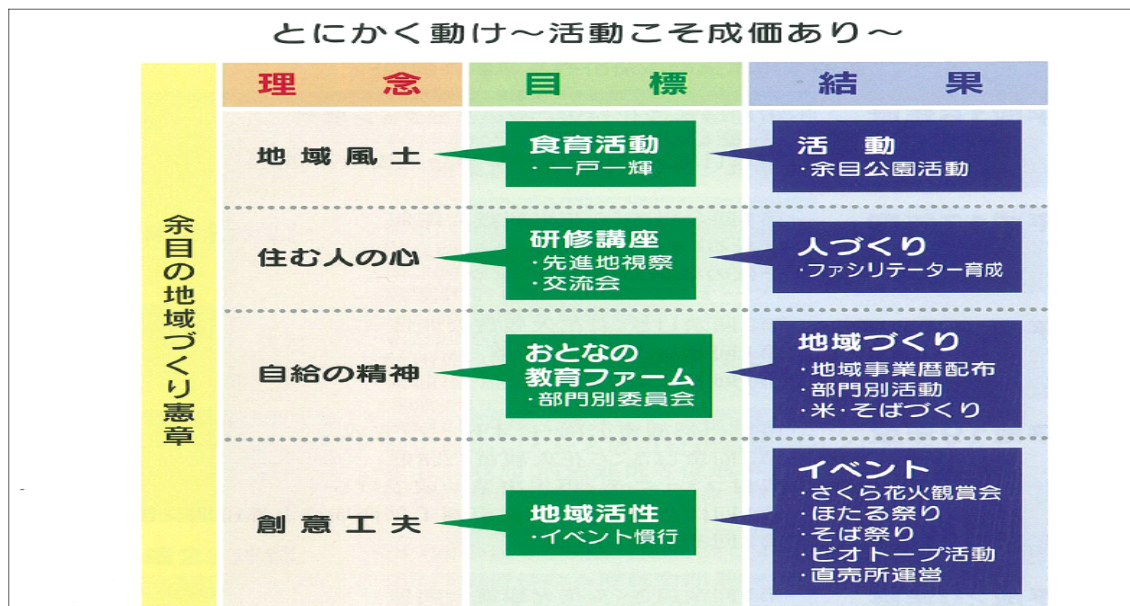 とにかく動け～活動こそ成価あり～
余目の地域づくり憲章
理念
目標
結果
地域風土
食育活動
・一戸一輝
活動
・余目公園活動
住む人の心
研修講座
・先進地視察
・交流会
人づくり
・ファシリテーター育成
自給の精神
おとなの
教育ファーム
・部門別委員会
地域づくり
・地域事業暦配布
・部門別活動
・米・そばづくり
創意工夫
地域活性
・イベント慣行
イベント
・さくら花火観賞会
・ほたる祭り
・そば祭り
・ビオトープ活動
・直売所運営